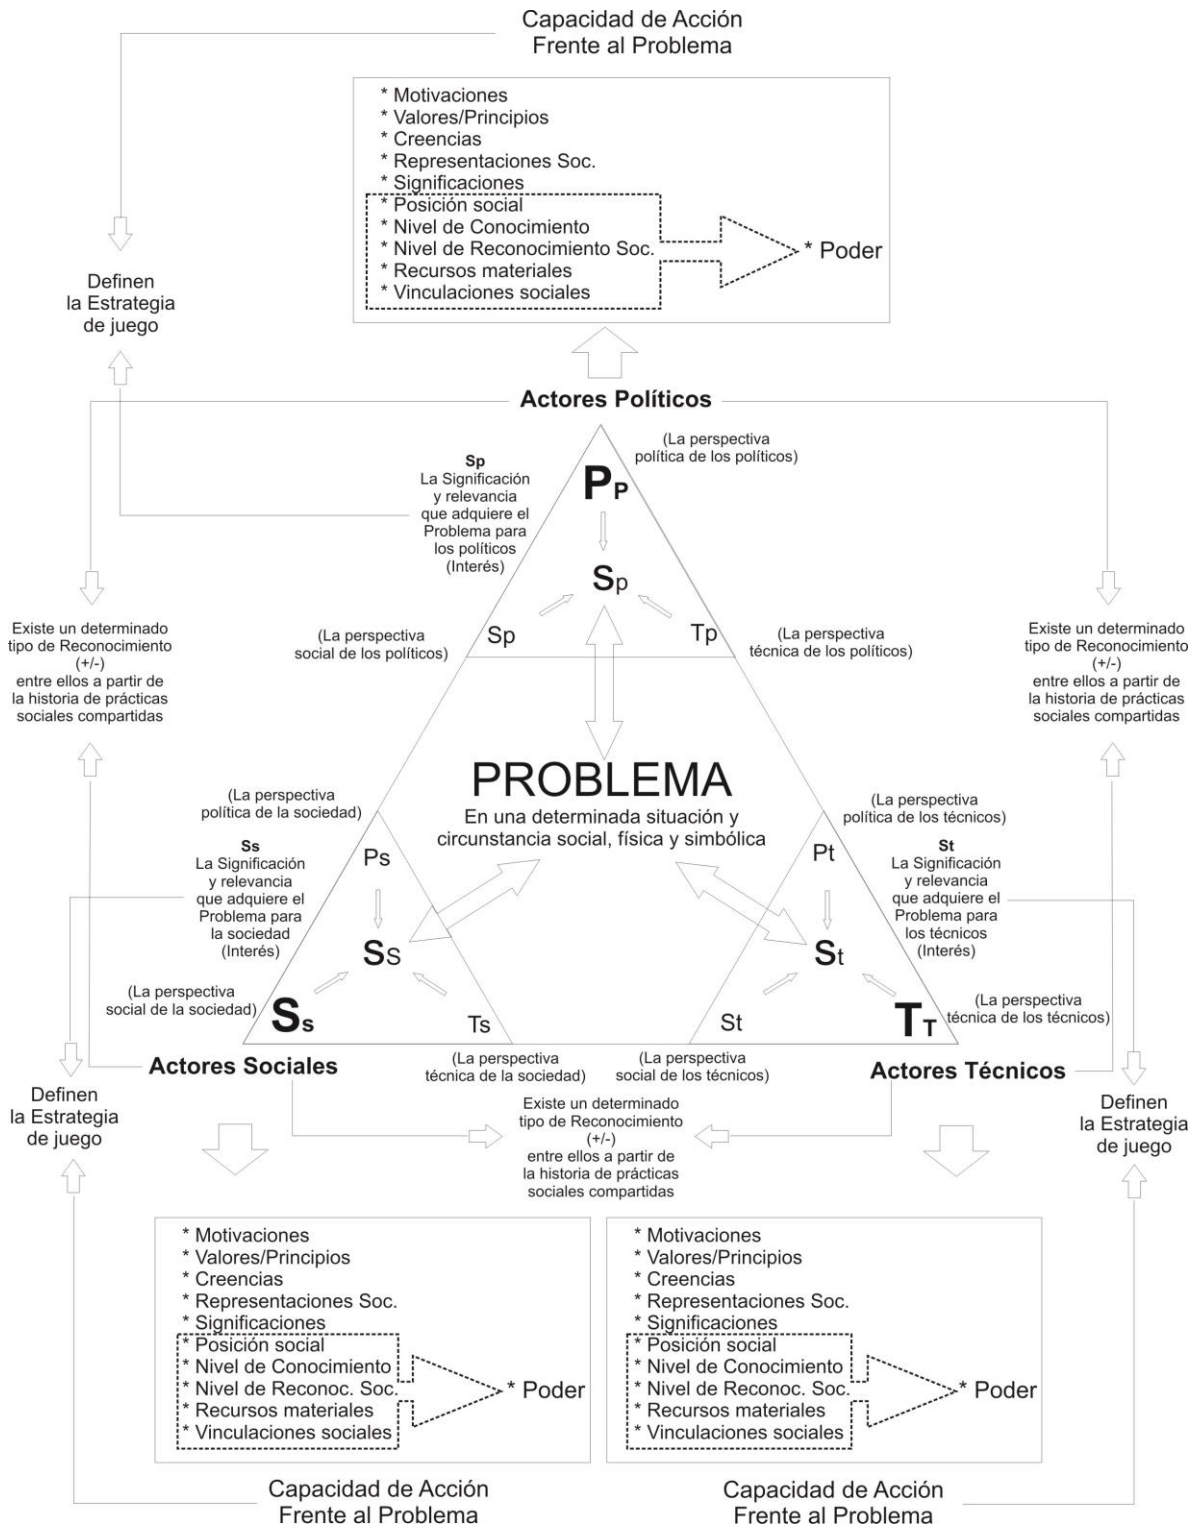 Capacidad de Acción
Frente al Problema
* Motivaciones
* Valores/Principios
* Creencias
* Representaciones Soc.
* Significaciones
* Posición social
* Nivel de Conocimiento
* Nivel de Reconocimiento Soc.
* Recursos materiales
* Vinculaciones sociales
* Poder
Definen
la Estrategia
de juego
Actores Políticos
(La perspectiva
política de los políticos)
Sp
La Significación
y relevancia
que adquiere el
Problema para
los políticos
(Interés)
PP
Sp
Sp
Tp
(La perspectiva
social de los políticos)
(La perspectiva
técnica de los políticos)
Existe un determinado
tipo de Reconocimiento
(+/-)
entre ellos a partir de
la historia de prácticas
sociales compartidas
Existe un determinado
tipo de Reconocimiento
(+/-)
entre ellos a partir de
la historia de prácticas
sociales compartidas
PROBLEMA
En una determinada situación y
circunstancia social, física y simbólica
(La perspectiva
política de la sociedad)
Ss
La Significación
y relevancia
que adquiere el
Problema para
la sociedad
(Interés)
Ps
Ss
(La perspectiva
social de la sociedad)
Ss
Ts
(La perspectiva
política de los técnicos)
St
La Significación
y relevancia
que adquiere el
Problema para
los técnicos
(Interés)
Pt
St
St
TT
(La perspectiva
técnica de los técnicos)
Actores Sociales
(La perspectiva
técnica de la sociedad)
(La perspectiva
social de los técnicos)
Actores Técnicos
Definen
la Estrategia
de juego
Existe un determinado
tipo de Reconocimiento
(+/-)
entre ellos a partir de
la historia de prácticas
sociales compartidas
Definen
la Estrategia
de juego
* Motivaciones
* Valores/Principios
* Creencias
* Representaciones Soc.
* Significaciones
* Posición social
* Nivel de Conocimiento
* Nivel de Reconoc. Soc.
* Recursos materiales
* Vinculaciones sociales
* Poder
* Motivaciones
* Valores/Principios
* Creencias
* Representaciones Soc.
* Significaciones
* Posición social
* Nivel de Conocimiento
* Nivel de Reconoc. Soc.
* Recursos materiales
* Vinculaciones sociales
* Poder
Capacidad de Acción
Frente al Problema
Capacidad de Acción
Frente al Problema